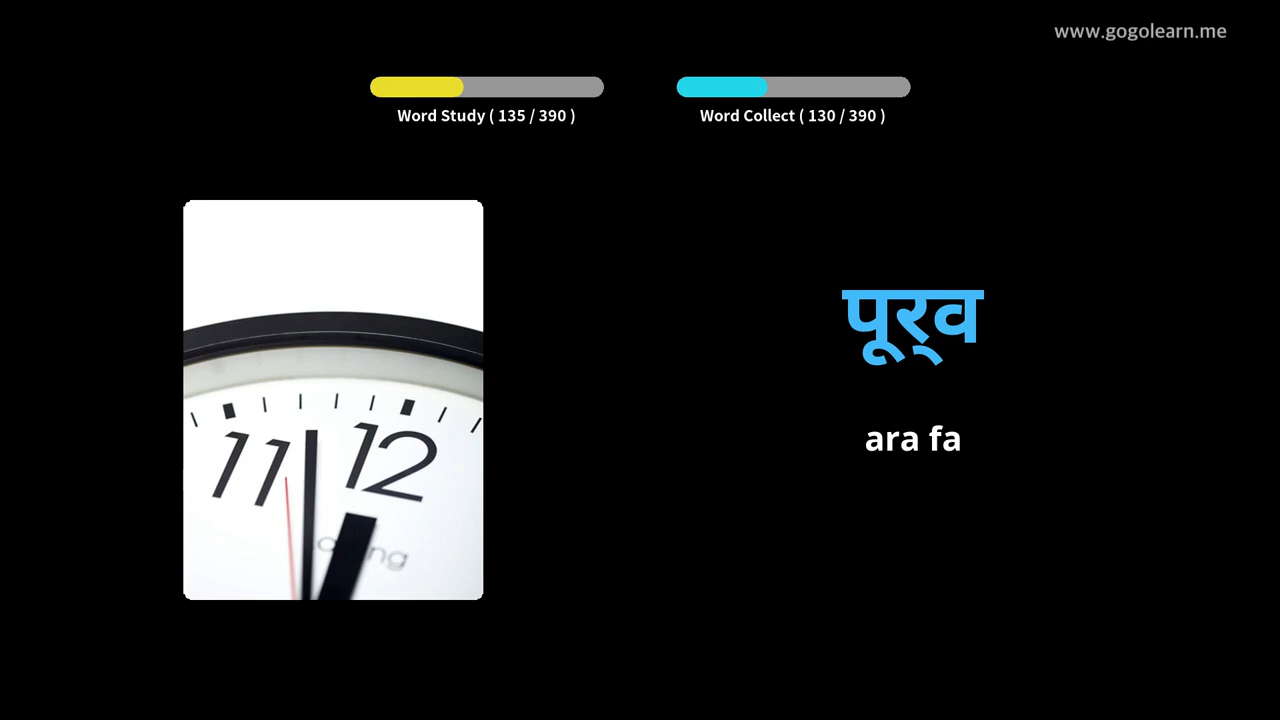 www.gogolearn.me
Word Study ( 135 / 390 )
Word Collect ( 130 / 390 )
11 12
पूर्‌व
ara fa